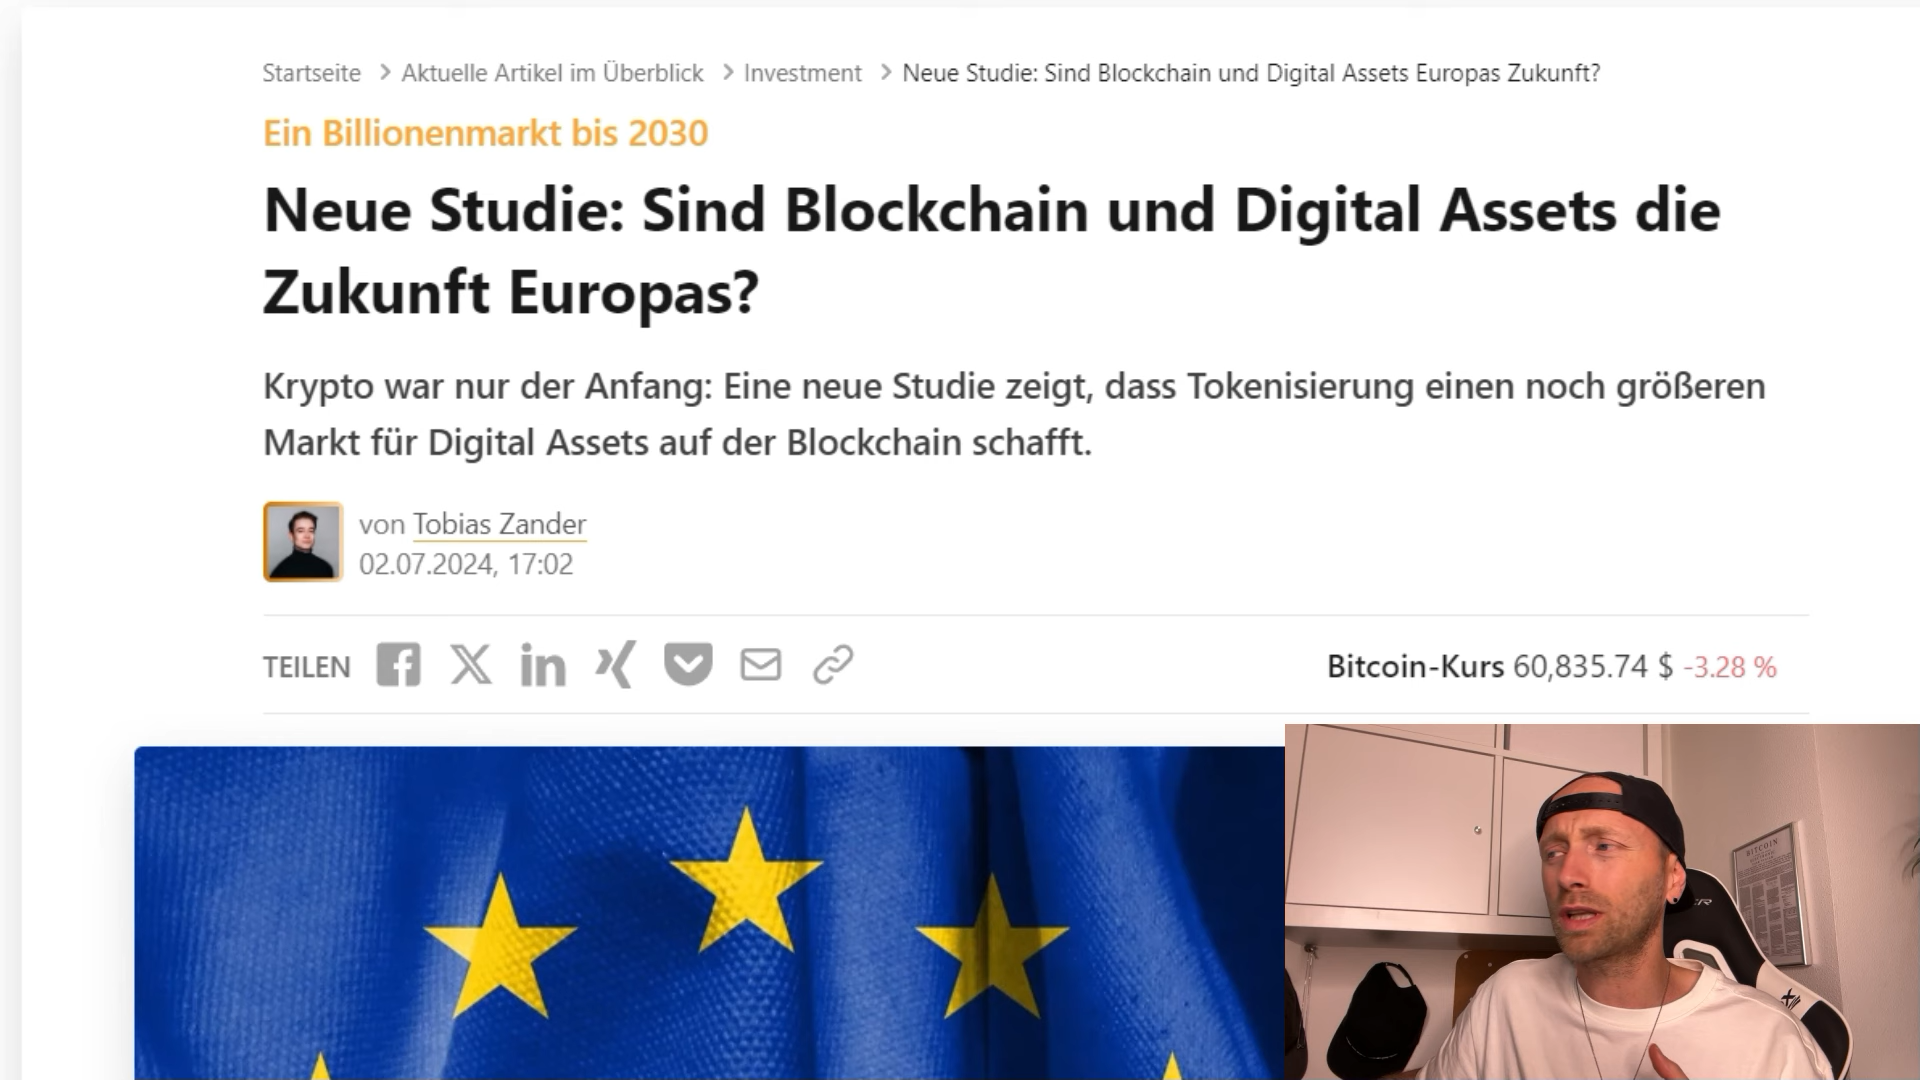 Startseite > Aktuelle Artikel im Überblick > Investment > Neue Studie: Sind Blockchain und Digital Assets Europas Zukunft?
Ein Billionenmarkt bis 2030
Neue Studie: Sind Blockchain und Digital Assets die
Zukunft Europas?
Krypto war nur der Anfang: Eine neue Studie zeigt, dass Tokenisierung einen noch größeren
Markt für Digital Assets auf der Blockchain schafft.
von Tobias Zander
02.07.2024, 17:02
TEILEN
Bitcoin-Kurs 60,835.74 $ -3.28 %
BITCOIN